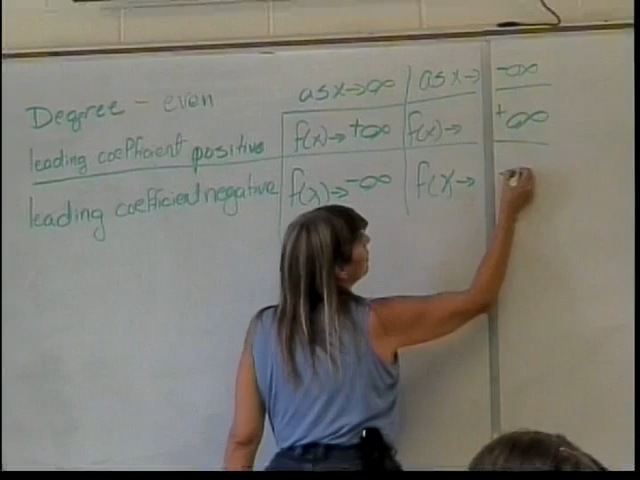 as x → ∞ as x → -∞
Degree - even
leading coefficient positive f(x) → +∞ f(x) → +∞
leading coefficient negative f(x) → -∞ f(x →